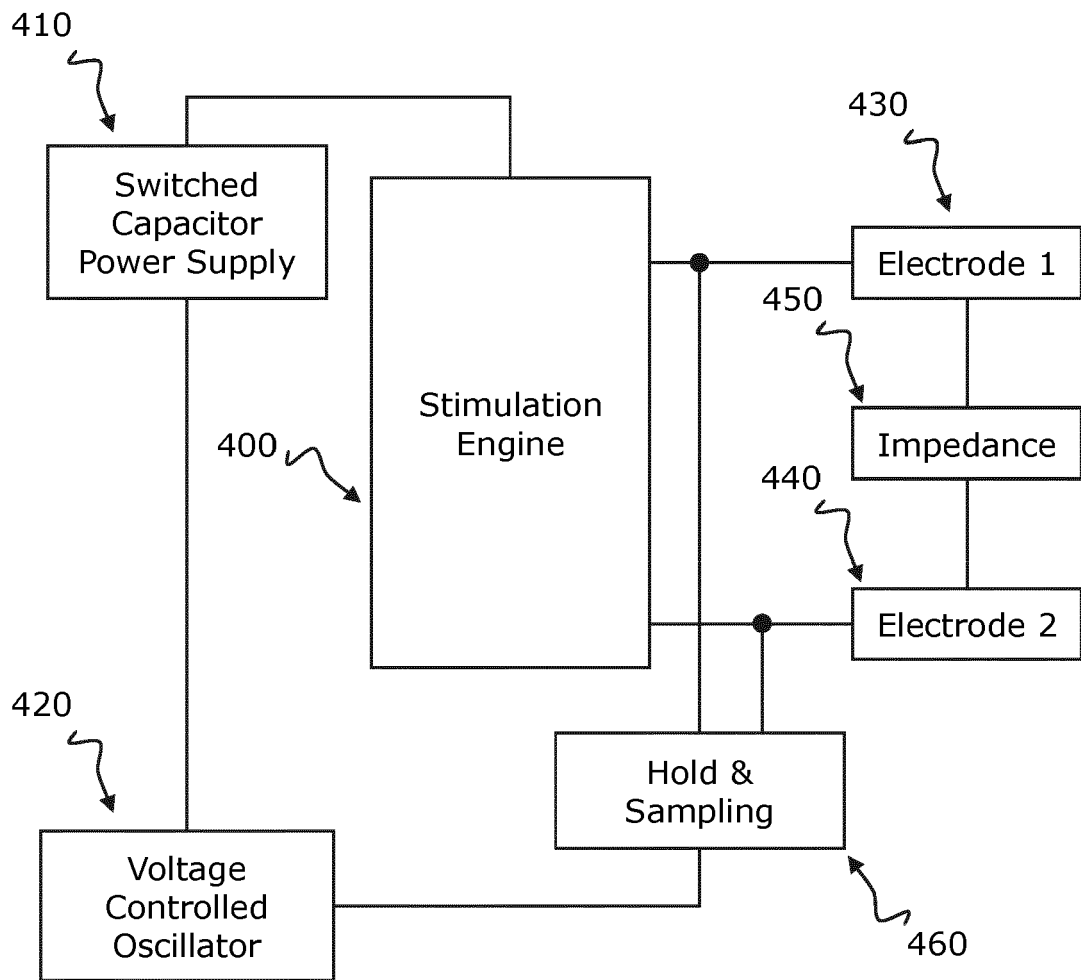 410
430
Switched
Capacitor
Power Supply
Electrode 1
450
Stimulation
Engine
400
Impedance
440
Electrode 2
420
Hold &
Sampling
Voltage
Controlled
Oscillator
460